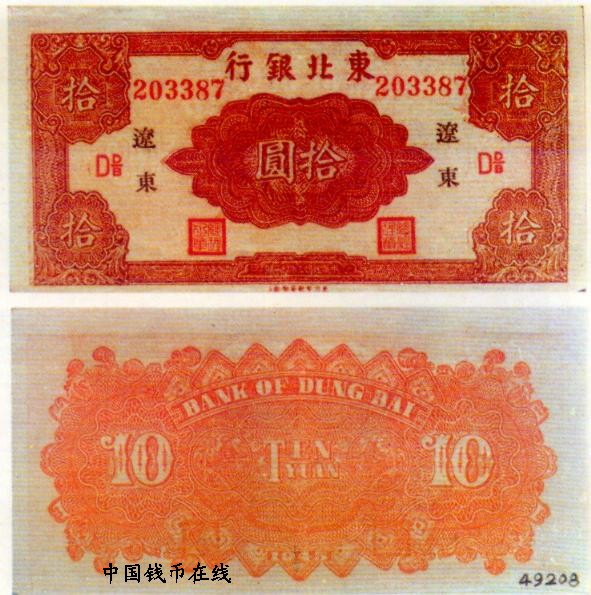 行銀北東
203387
203387
拾
拾
遼東
遼東
圓拾
D
D
拾
拾
BANK OF DUNG BAI
10
TEN
YUAN
10
中国钱币在线
49208